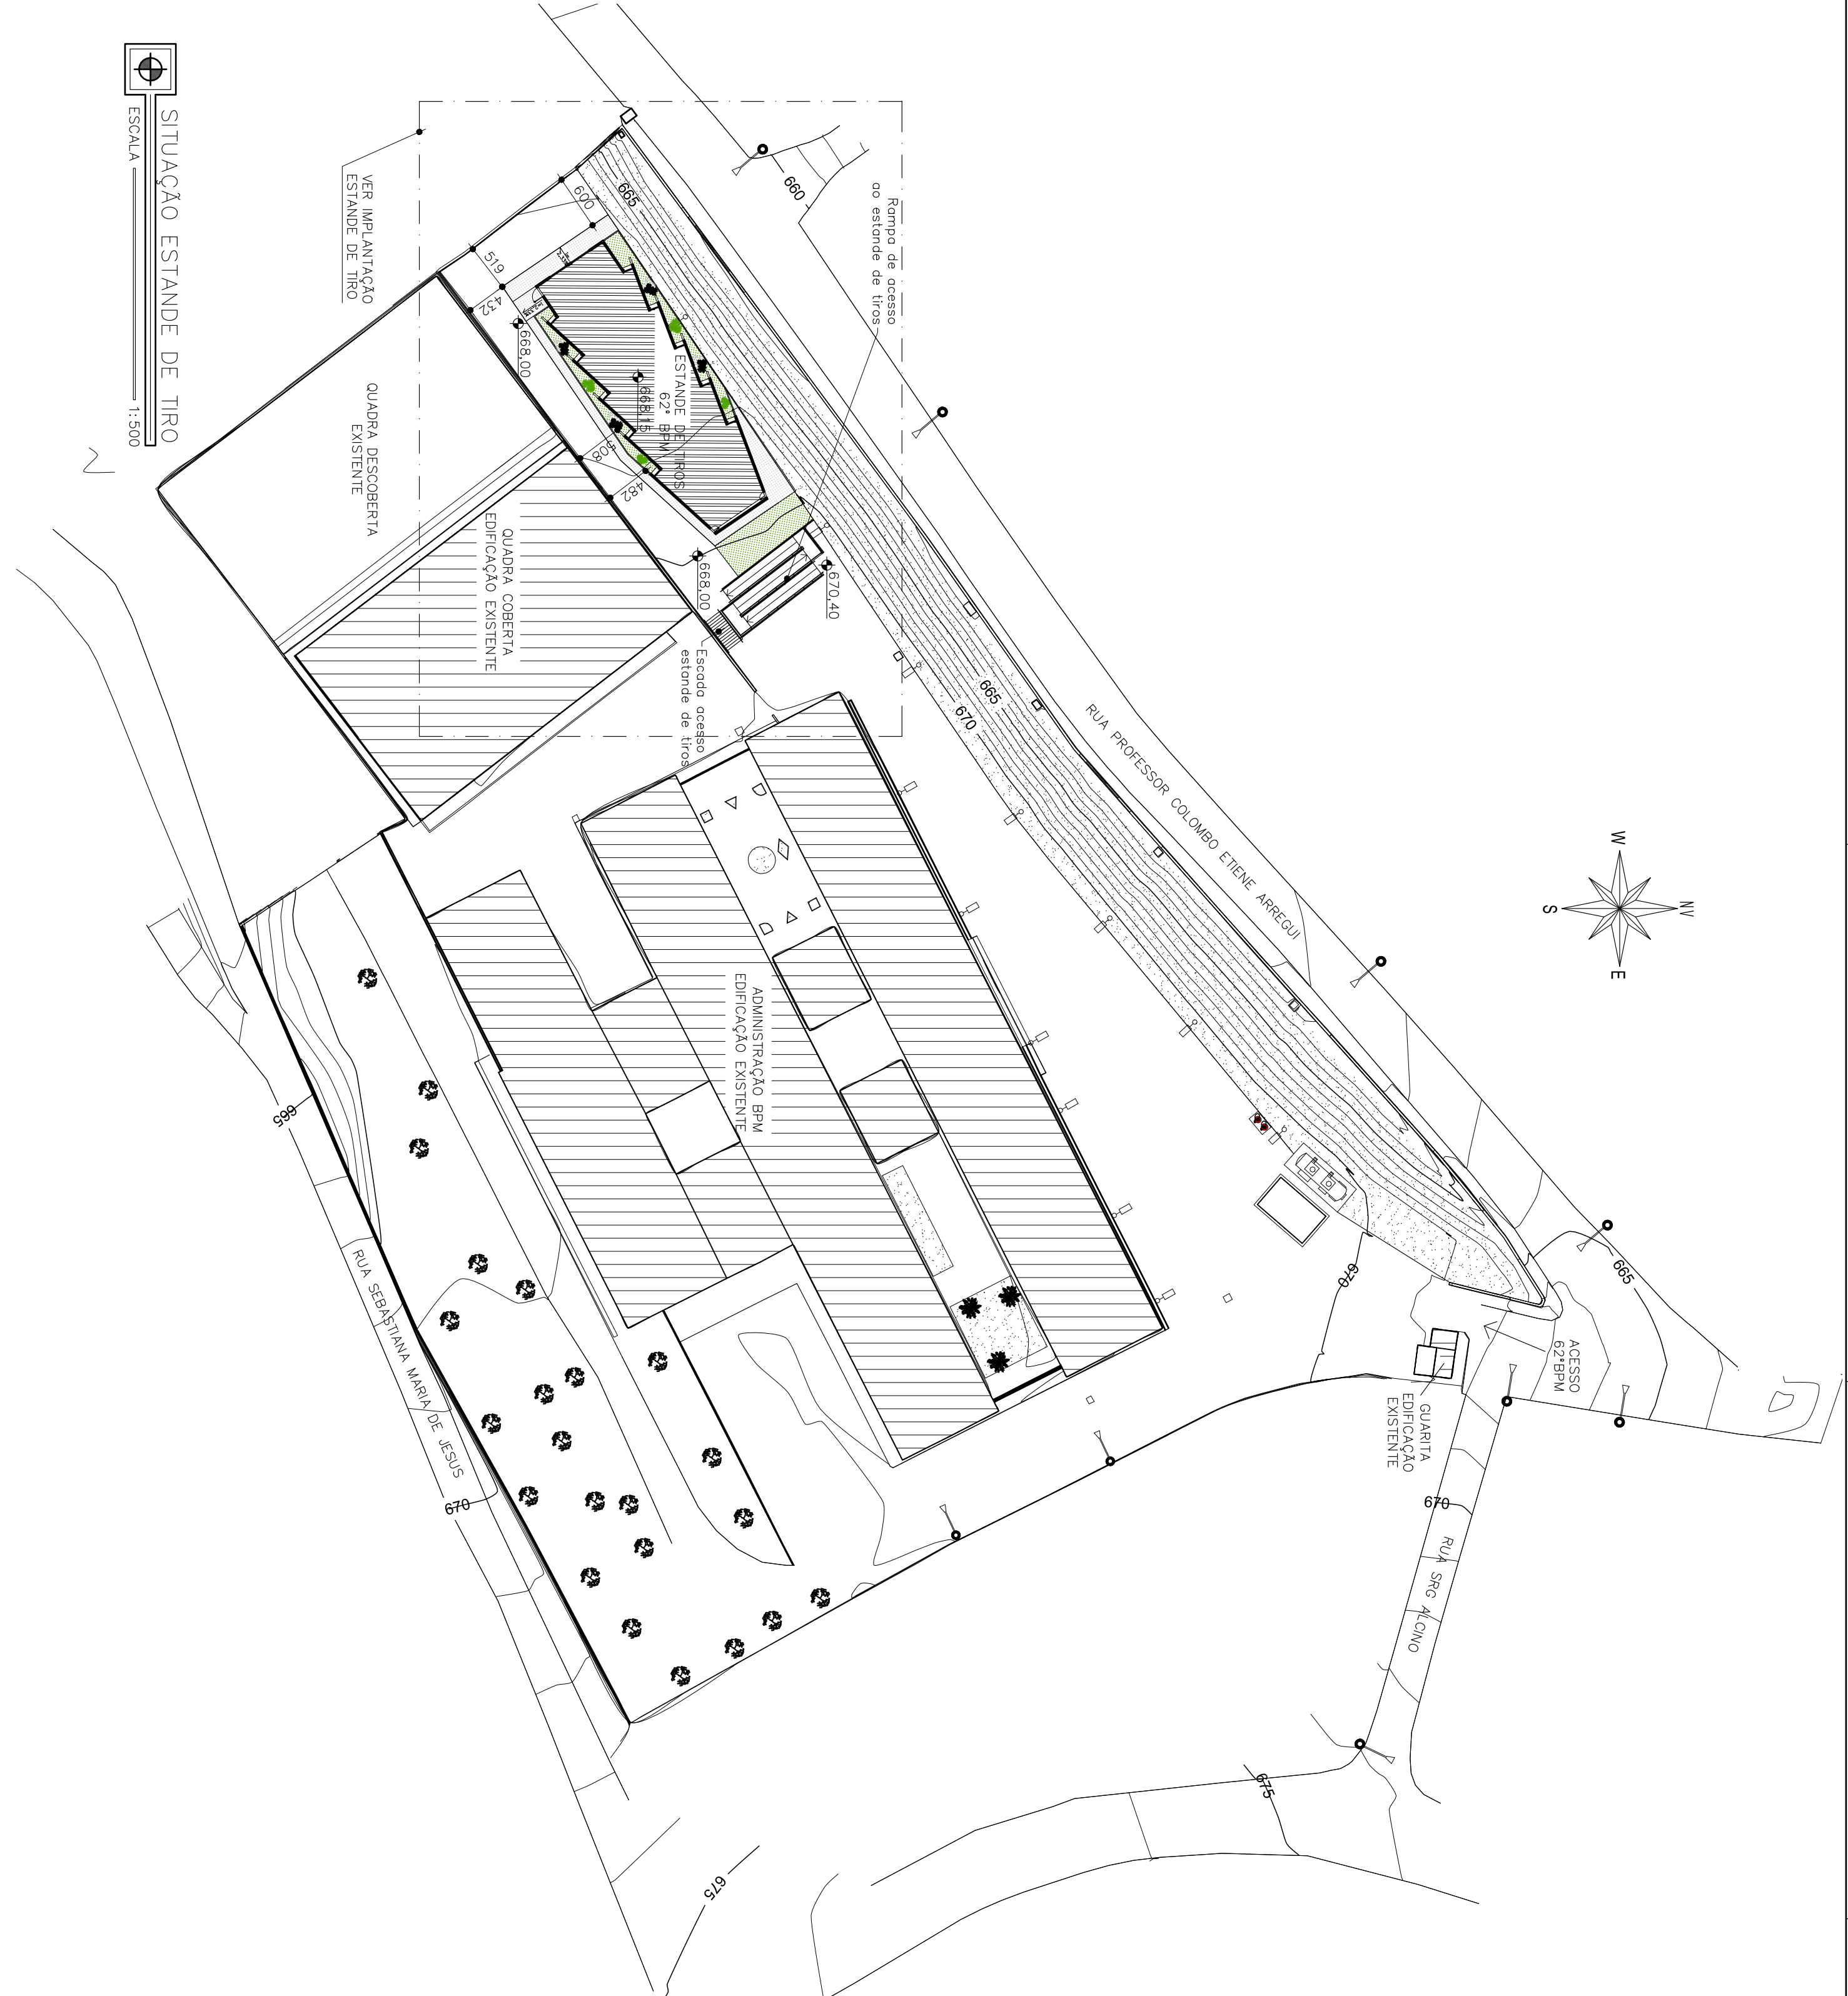 SITUAÇÃO ESTANDE DE TIRO
ESCALA 1:500
VER IMPLANTAÇÃO
ESTANDE DE TIRO
QUADRA DESCOBERTA
EXISTENTE
QUADRA COBERTA
EDIFICAÇÃO EXISTENTE
600
519
432
508
482
665
660
668,00
668,15
668,00
670,40
ESTANDE DE TIROS
62° BPM
Rampa de acesso
ao estande de tiros
Escada acesso
estande de tiros
665
670
RUA PROFESSOR COLOMBO ETIENE ARREGUI
W
NV
S
E
ADMINISTRAÇÃO BPM
EDIFICAÇÃO EXISTENTE
665
RUA SEBASTIANA MARIA DE JESUS
670
670
665
ACESSO
62°BPM
GUARITA
EDIFICAÇÃO
EXISTENTE
670
RUA SRG ALCINO
675
675